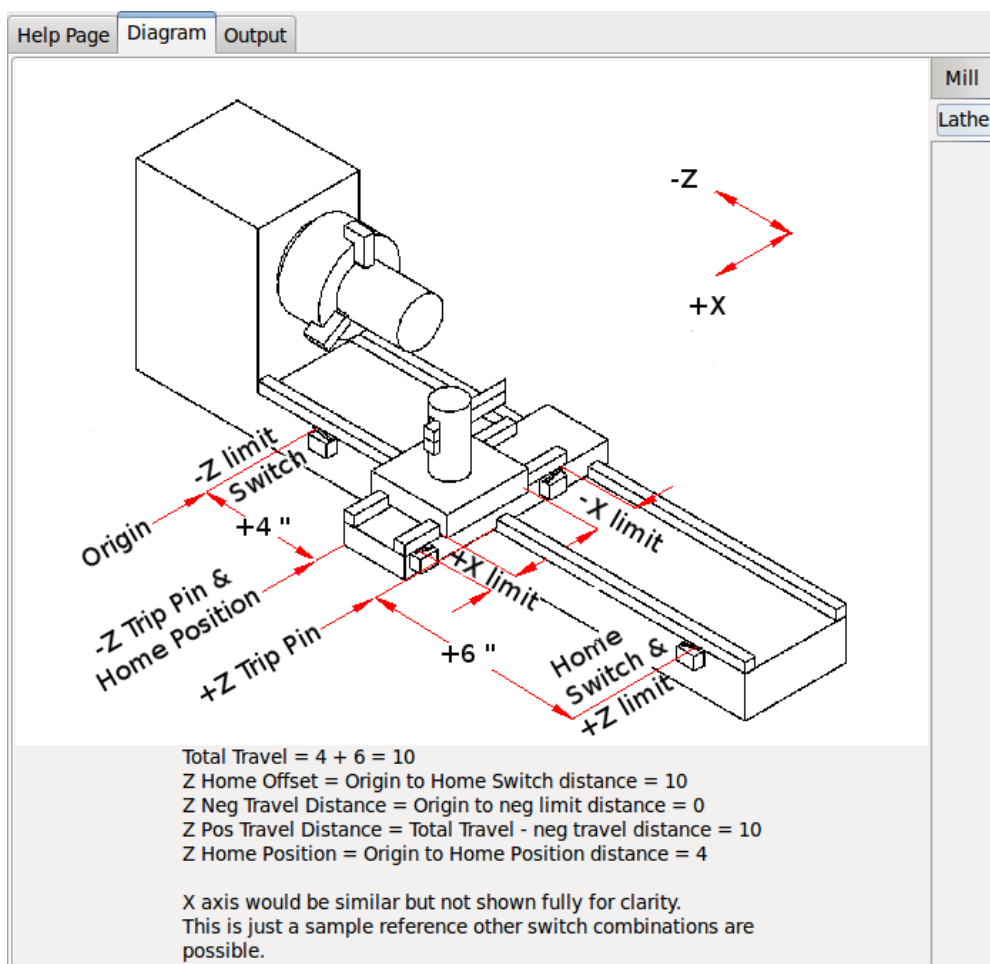 Help Page
Diagram
Output
Mill
Lathe
-Z
+X
-Z limit
Switch
Origin
+4 "
-Z Trip Pin &
Home Position
+Z Trip Pin
+X limit
- X limit
+6 "
Home
Switch &
+Z limit
Total Travel = 4 + 6 = 10
Z Home Offset = Origin to Home Switch distance = 10
Z Neg Travel Distance = Origin to neg limit distance = 0
Z Pos Travel Distance = Total Travel - neg travel distance = 10
Z Home Position = Origin to Home Position distance = 4
X axis would be similar but not shown fully for clarity.
This is just a sample reference other switch combinations are
possible.